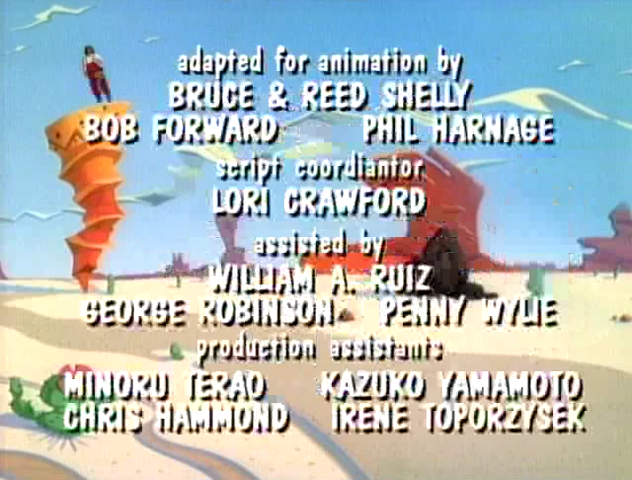 adapted for animation by
BRUCE & REED SHELLY
BOB FORWARD PHIL HARNAGE
script coordiantor
LORI CRAWFORD
assisted by
WILLIAM A. RUIZ
GEORGE ROBINSON PENNY WYLIE
production assistants
MINORU TERAO KAZUKO YAMAMOTO
CHRIS HAMMOND IRENE TOPORZYSEK